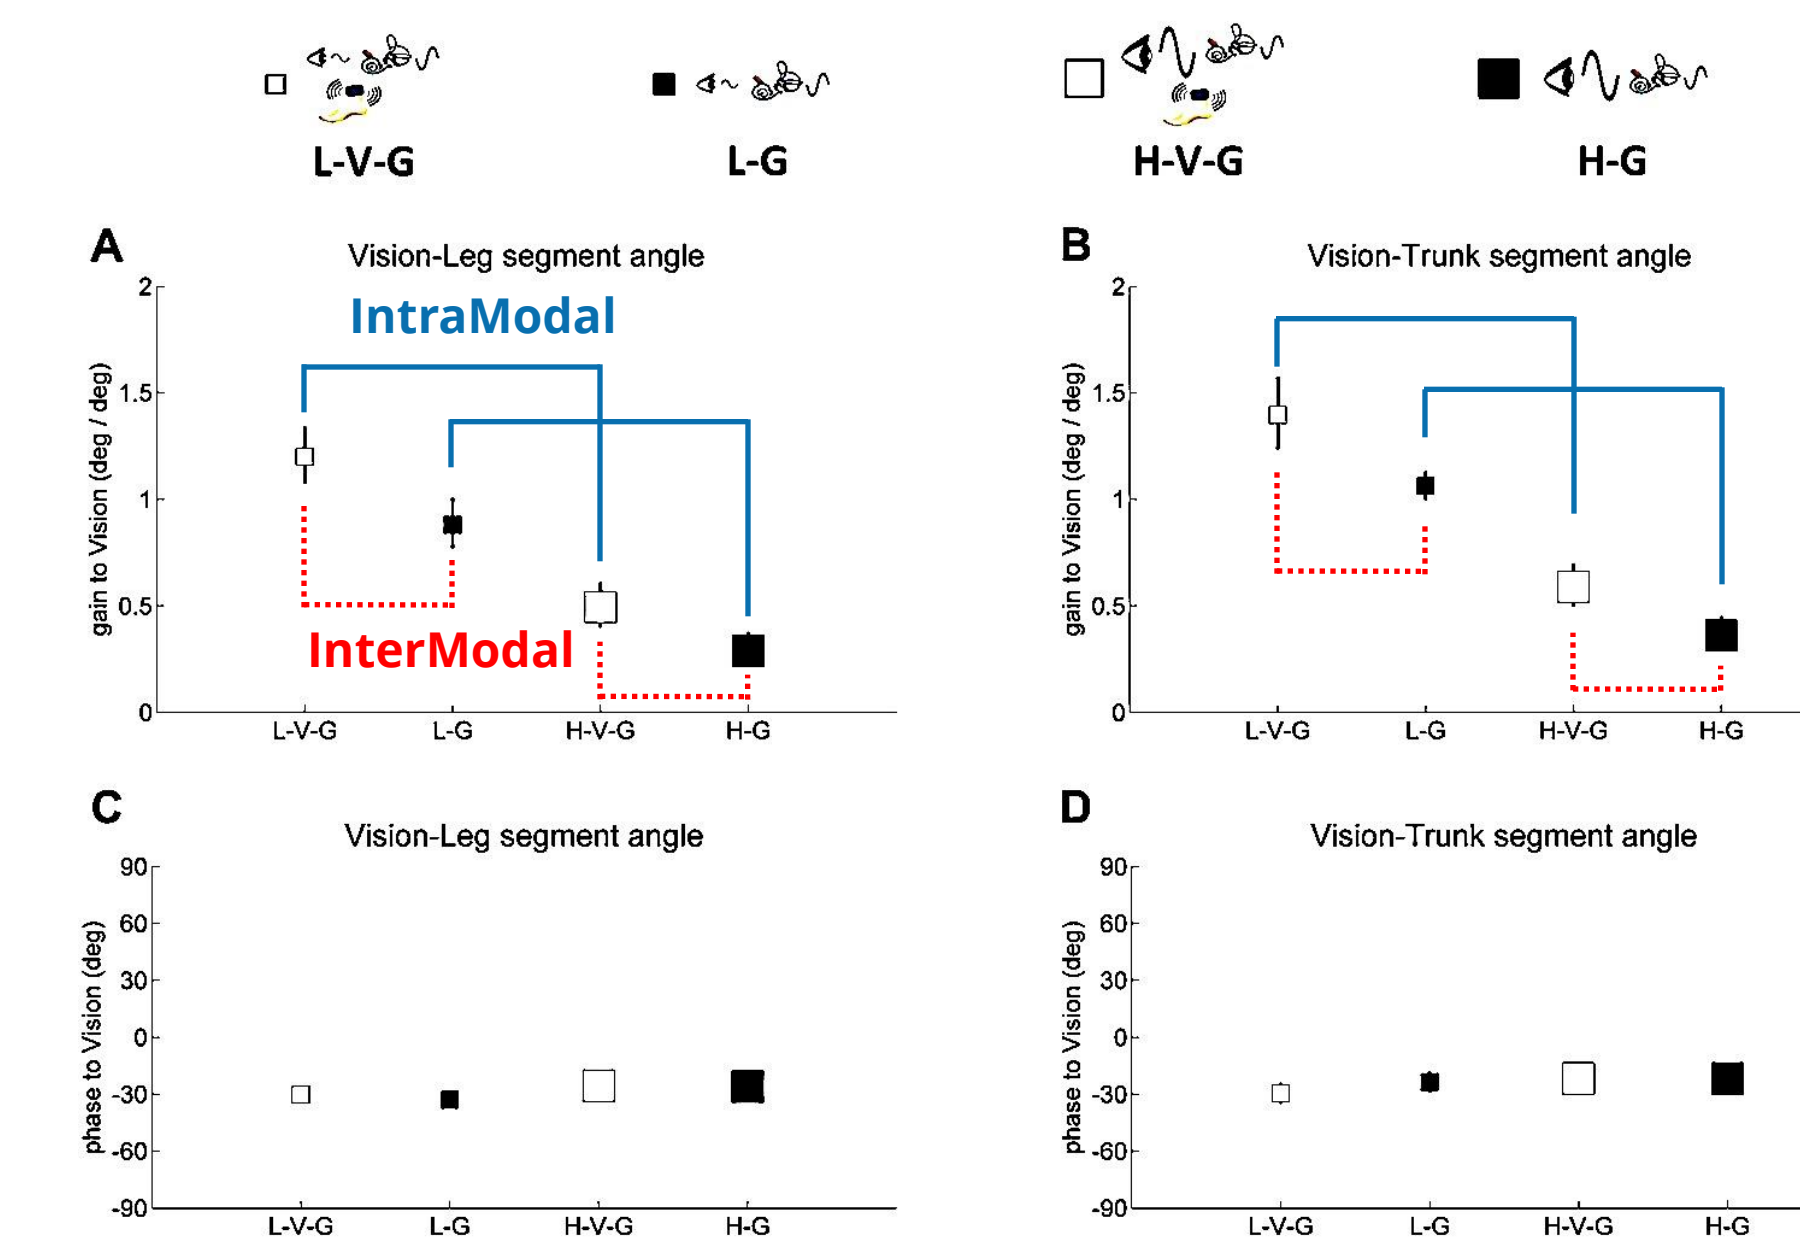 L-V-G
L-G
H-V-G
H-G
A
Vision-Leg segment angle
IntraModal
InterModal
gain to Vision (deg / deg)
2
1.5
1
0.5
0
L-V-G L-G H-V-G H-G
B
Vision-Trunk segment angle
gain to Vision (deg / deg)
2
1.5
1
0.5
0
L-V-G L-G H-V-G H-G
C
Vision-Leg segment angle
phase to Vision (deg)
90
60
30
0
-30
-60
-90
L-V-G L-G H-V-G H-G
D
Vision-Trunk segment angle
phase to Vision (deg)
90
60
30
0
-30
-60
-90
L-V-G L-G H-V-G H-G